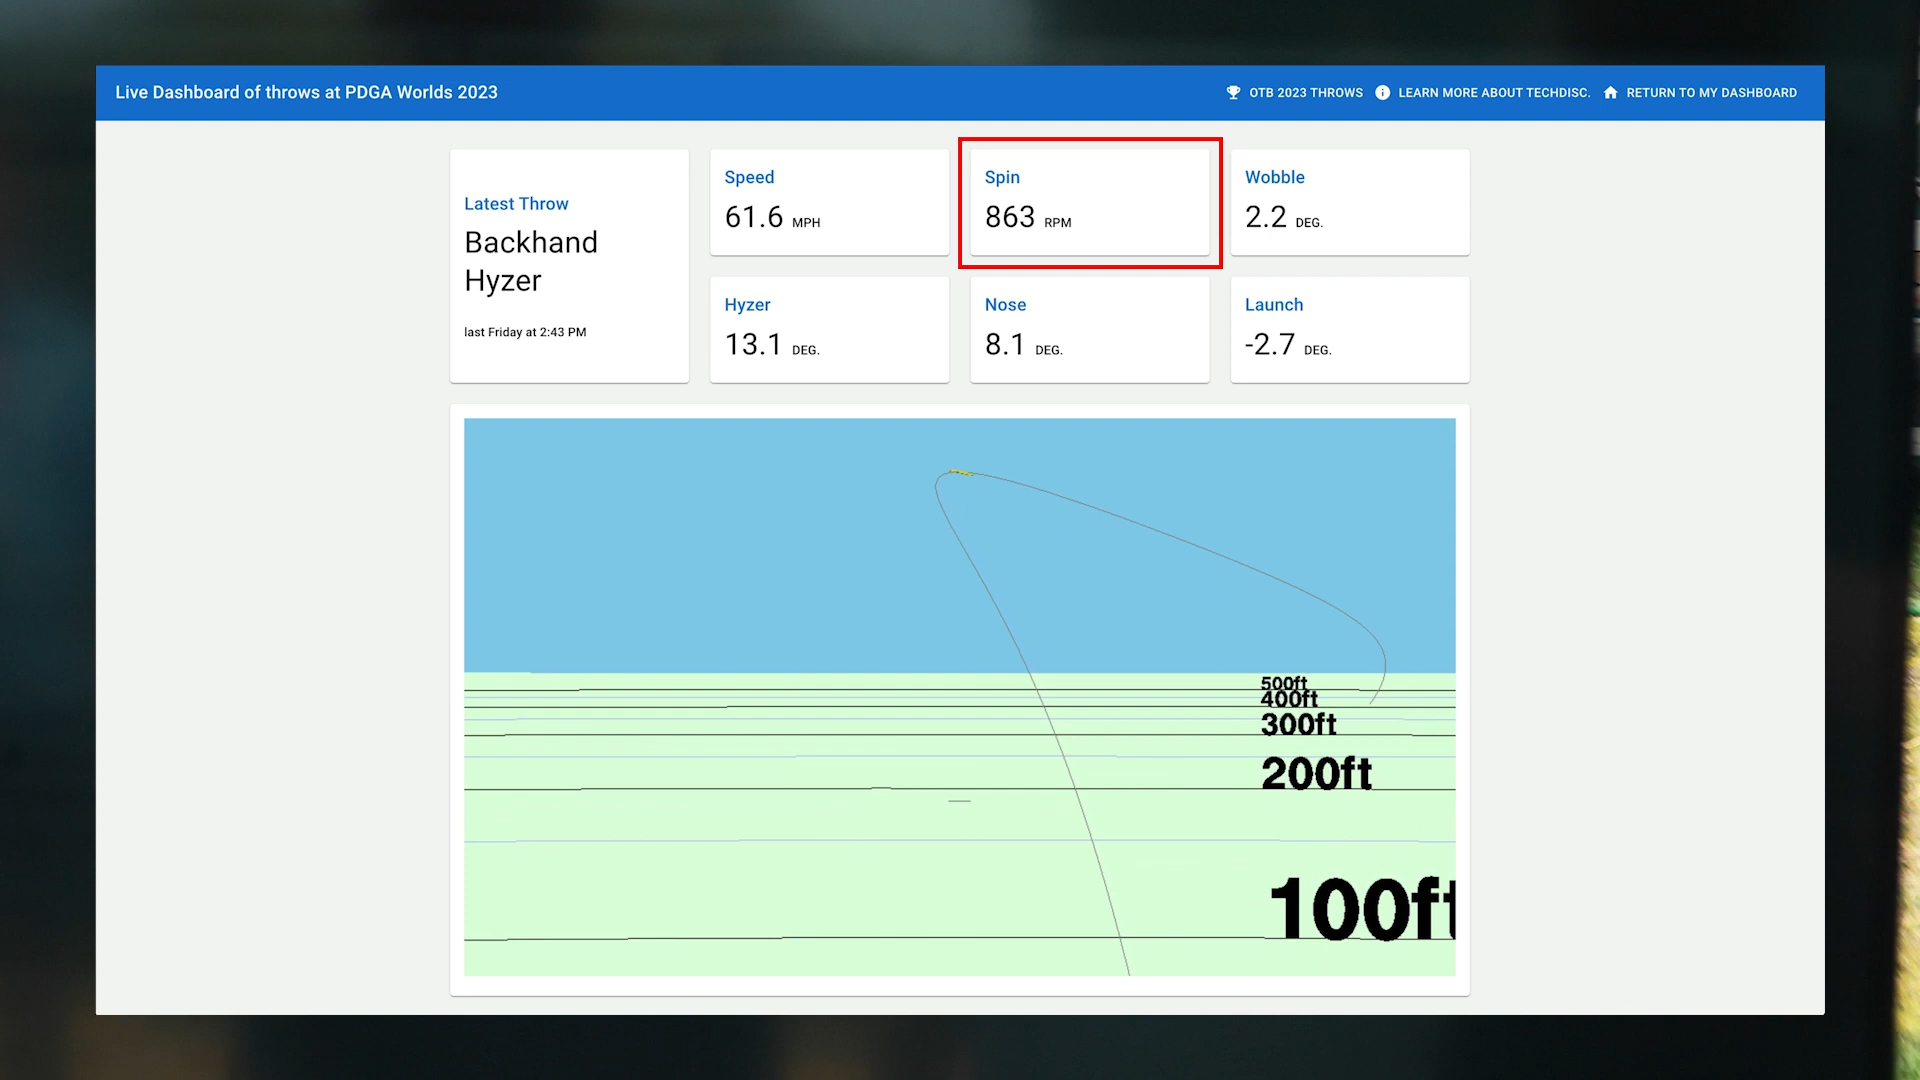 Live Dashboard of throws at PDGA Worlds 2023
OTB 2023 THROWS
LEARN MORE ABOUT TECHDISC.
RETURN TO MY DASHBOARD
Latest Throw
Backhand
Hyzer
last Friday at 2:43 PM
Speed
61.6 MPH
Spin
863 RPM
Wobble
2.2 DEG.
Hyzer
13.1 DEG.
Nose
8.1 DEG.
Launch
-2.7 DEG.
500ft
400ft
300ft
200ft
100ft